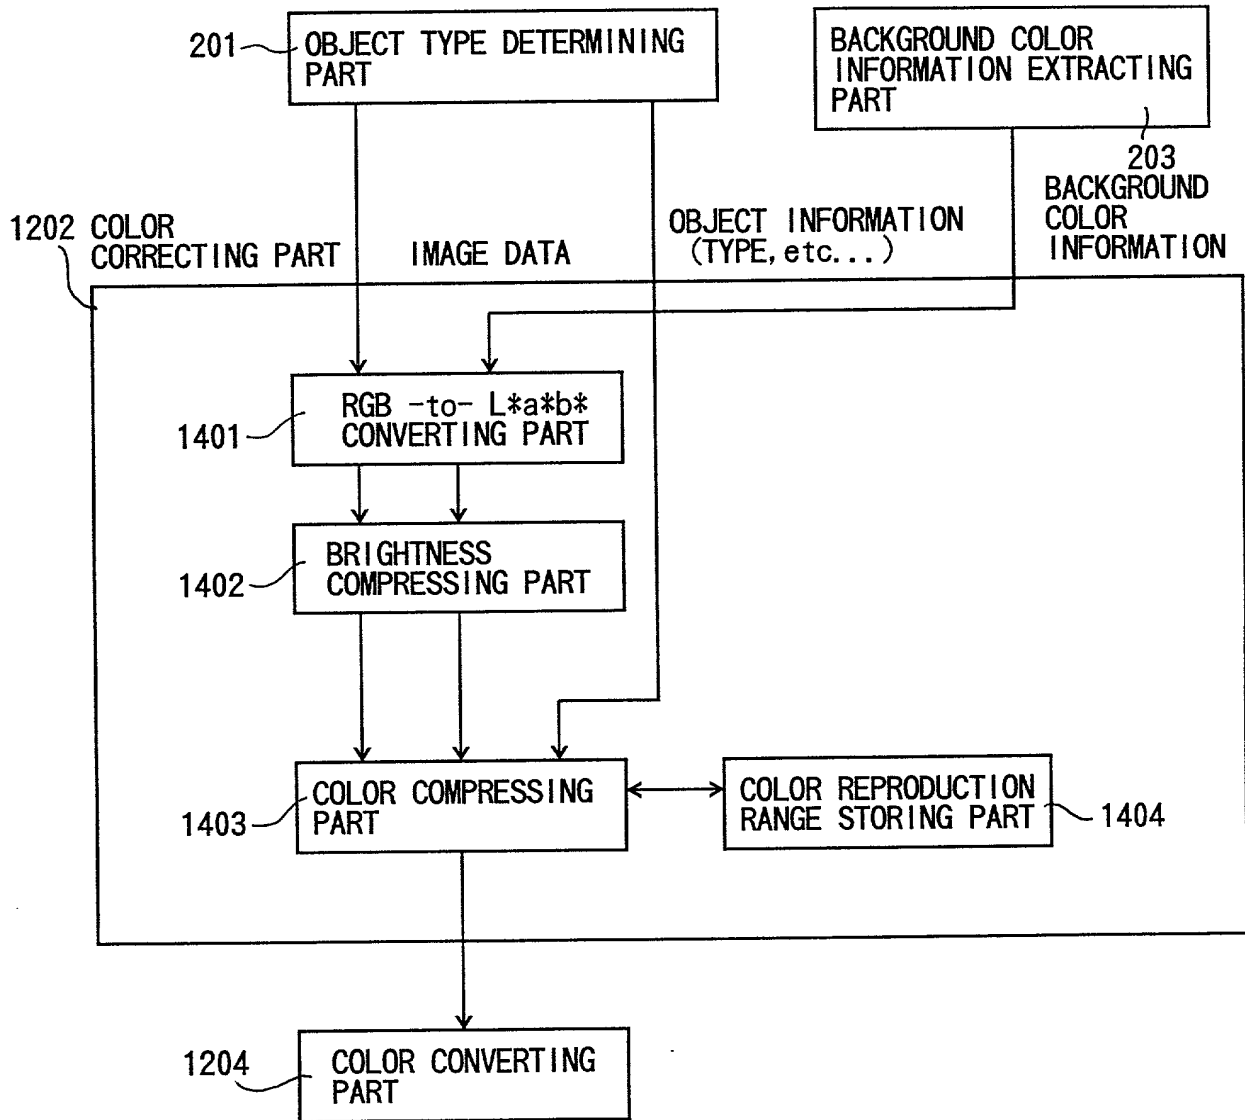 201
OBJECT TYPE DETERMINING
PART
BACKGROUND COLOR
INFORMATION EXTRACTING
PART
203
BACKGROUND
COLOR
INFORMATION
OBJECT INFORMATION
(TYPE, etc...)
1202 COLOR
CORRECTING PART
IMAGE DATA
RGB -to- L*a*b*
CONVERTING PART
1401
BRIGHTNESS
COMPRESSING PART
1402
COLOR COMPRESSING
PART
1403
COLOR REPRODUCTION
RANGE STORING PART
1404
1204
COLOR CONVERTING
PART